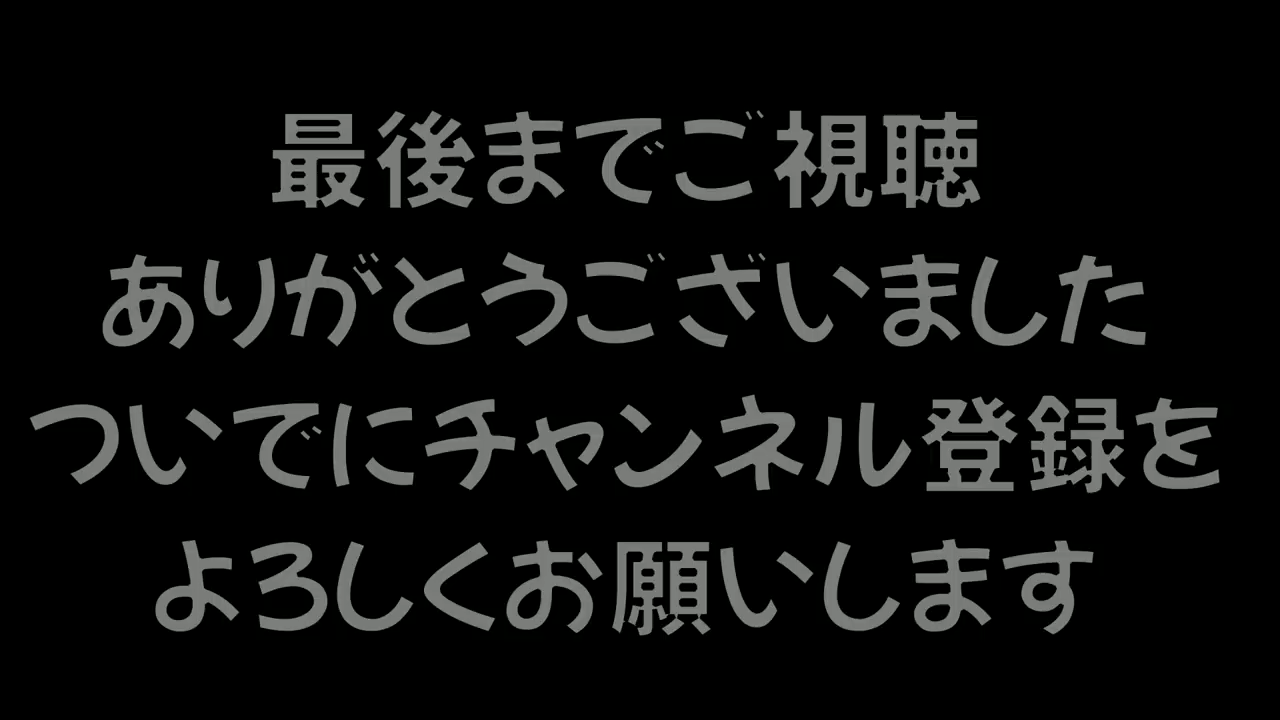 最後までご視聴
ありがとうございました
ついでにチャンネル登録を
よろしくお願いします